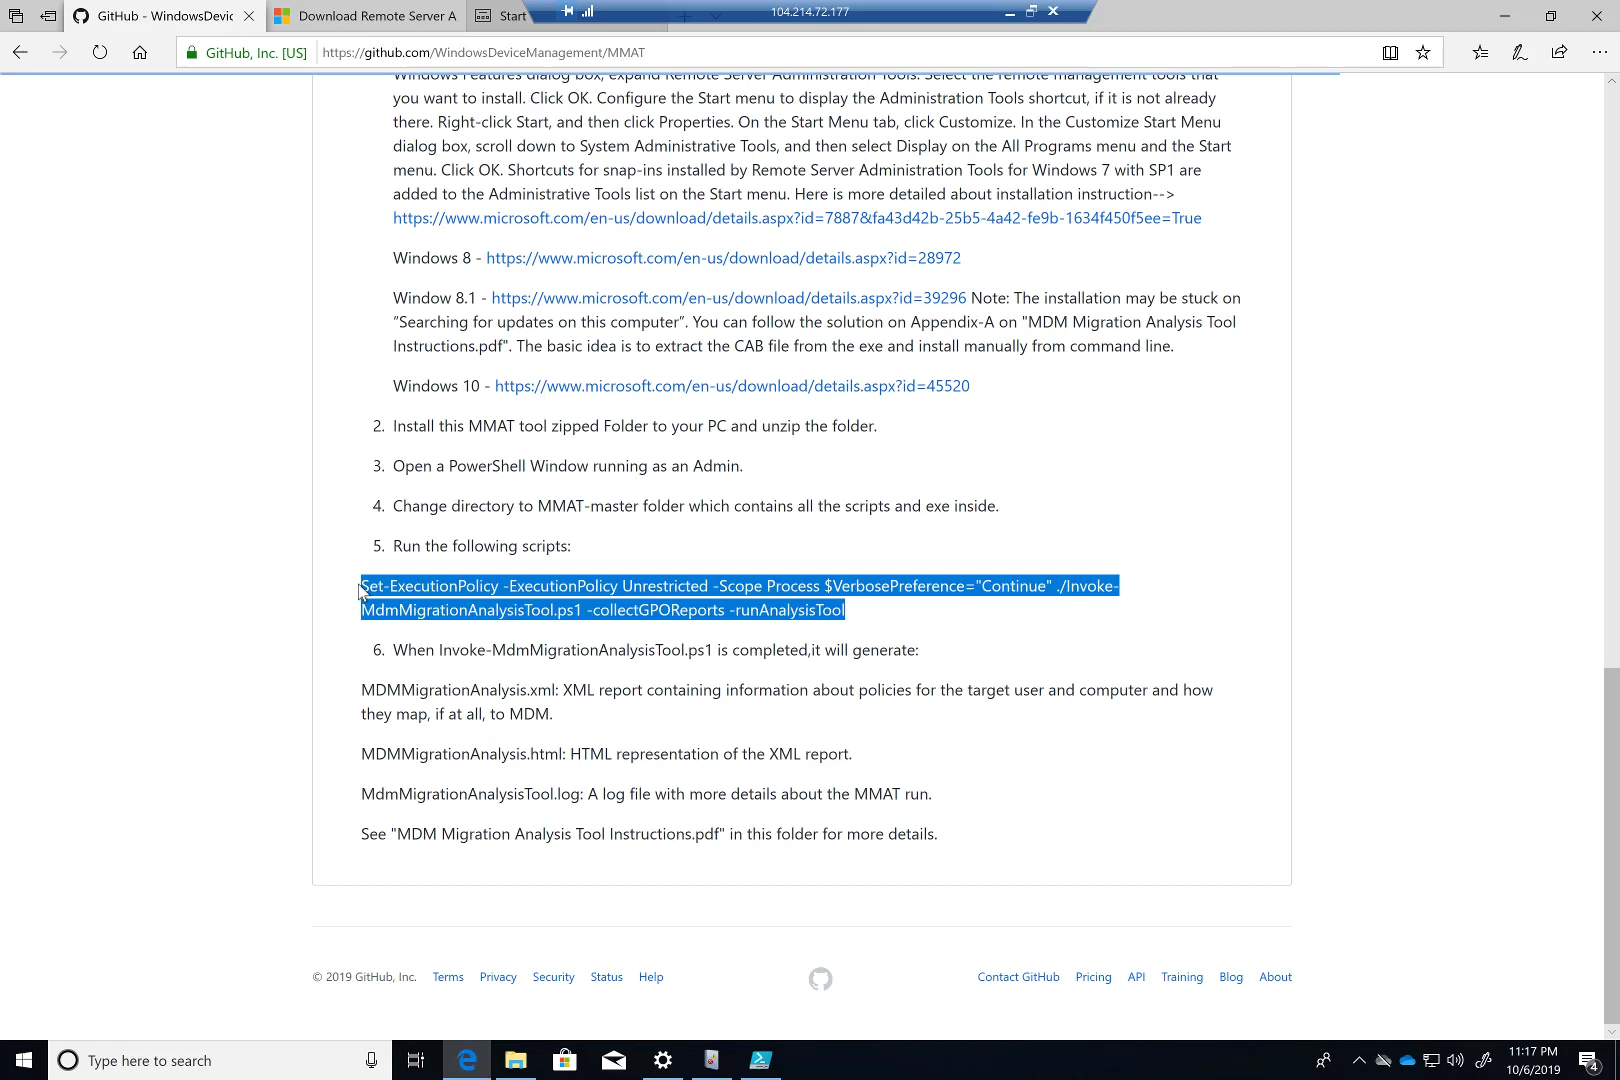 GitHub - WindowsDevic
Download Remote Server A
Start
104.214.72.177
GitHub, Inc. [US]
https://github.com/WindowsDeviceManagement/MMAT
Windows Features dialog box, expand Remote Server Administration Tools. Select the remote management tools that
you want to install. Click OK. Configure the Start menu to display the Administration Tools shortcut, if it is not already
there. Right-click Start, and then click Properties. On the Start Menu tab, click Customize. In the Customize Start Menu
dialog box, scroll down to System Administrative Tools, and then select Display on the All Programs menu and the Start
menu. Click OK. Shortcuts for snap-ins installed by Remote Server Administration Tools for Windows 7 with SP1 are
added to the Administrative Tools list on the Start menu. Here is more detailed about installation instruction-->
https://www.microsoft.com/en-us/download/details.aspx?id=7887&fa43d42b-25b5-4a42-fe9b-1634f450f5ee=True
Windows 8 - https://www.microsoft.com/en-us/download/details.aspx?id=28972
Window 8.1 - https://www.microsoft.com/en-us/download/details.aspx?id=39296 Note: The installation may be stuck on
“Searching for updates on this computer”. You can follow the solution on Appendix-A on "MDM Migration Analysis Tool
Instructions.pdf". The basic idea is to extract the CAB file from the exe and install manually from command line.
Windows 10 - https://www.microsoft.com/en-us/download/details.aspx?id=45520
2. Install this MMAT tool zipped Folder to your PC and unzip the folder.
3. Open a PowerShell Window running as an Admin.
4. Change directory to MMAT-master folder which contains all the scripts and exe inside.
5. Run the following scripts:
Set-ExecutionPolicy -ExecutionPolicy Unrestricted -Scope Process $VerbosePreference="Continue" ./Invoke-
MdmMigrationAnalysisTool.ps1 -collectGPOReports -runAnalysisTool
6. When Invoke-MdmMigrationAnalysisTool.ps1 is completed,it will generate:
MDMMigrationAnalysis.xml: XML report containing information about policies for the target user and computer and how
they map, if at all, to MDM.
MDMMigrationAnalysis.html: HTML representation of the XML report.
MdmMigrationAnalysisTool.log: A log file with more details about the MMAT run.
See "MDM Migration Analysis Tool Instructions.pdf" in this folder for more details.
© 2019 GitHub, Inc. Terms Privacy Security Status Help
Contact GitHub Pricing API Training Blog About
Type here to search
11:17 PM
10/6/2019
4